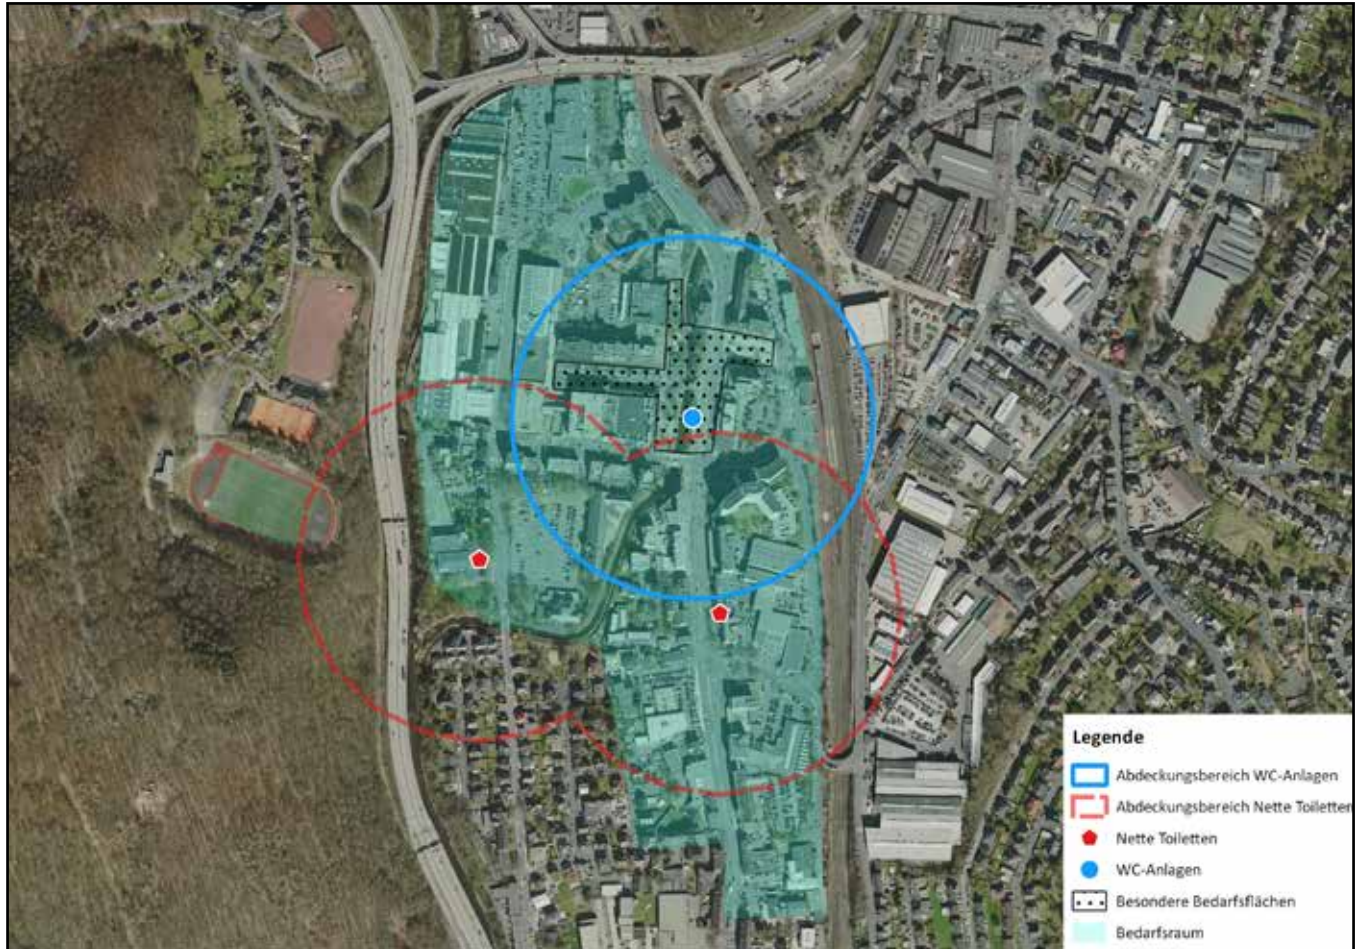 Legende
Abdeckungsbereich WC-Anlagen
Abdeckungsbereich Nette Toiletten
Nette Toiletten
WC-Anlagen
Besondere Bedarfsflächen
Bedarfsraum